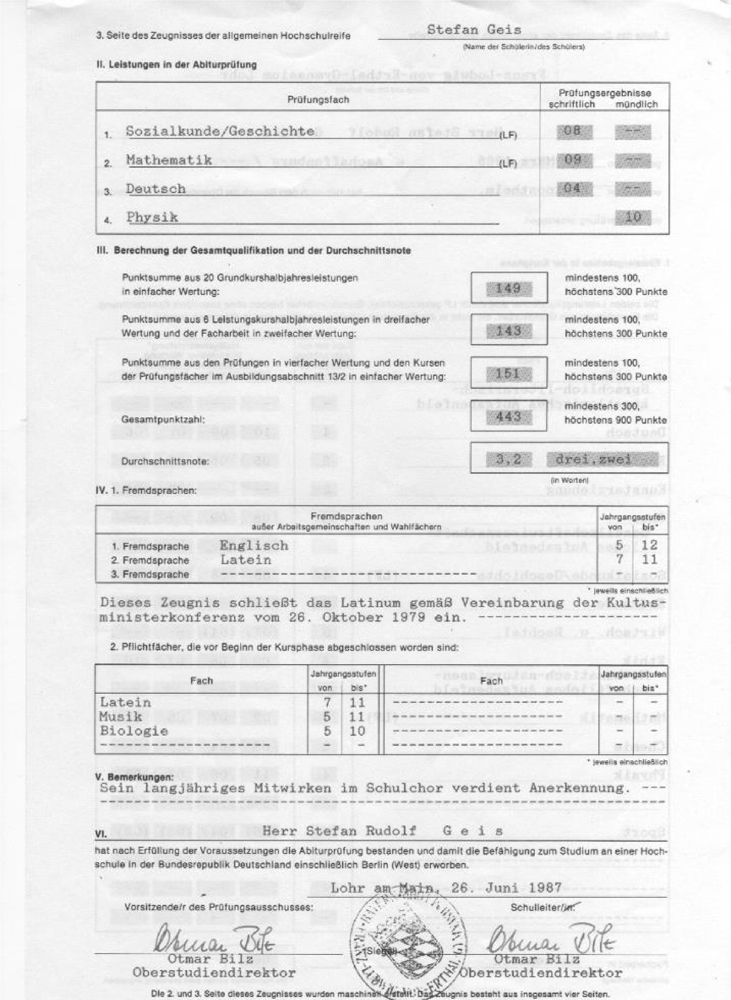 3. Seite des Zeugnisses der allgemeinen Hochschulreife Stefan Geis
(Name der Schülerin/des Schülers)
II. Leistungen in der Abiturprüfung
Prüfungsfach Prüfungsergebnisse
schriftlich mündlich
1. Sozialkunde/Geschichte (LF) 08 --
2. Mathematik (LF) 09 --
3. Deutsch 04 --
4. Physik 10
III. Berechnung der Gesamtqualifikation und der Durchschnittsnote
Punktsumme aus 20 Grundkurshalbjahresleistungen mindestens 100,
in einfacher Wertung: 149 höchstens 300 Punkte
Punktsumme aus 6 Leistungskurshalbjahresleistungen in dreifacher mindestens 100,
Wertung und der Facharbeit in zweifacher Wertung: 143 höchstens 300 Punkte
Punktsumme aus den Prüfungen in vierfacher Wertung und den Kursen mindestens 100,
der Prüfungsfächer im Ausbildungsabschnitt 13/2 in einfacher Wertung: 151 höchstens 300 Punkte
mindestens 300,
Gesamtpunktzahl: 443 höchstens 900 Punkte
Durchschnittsnote: 3,2 drei,zwei
(in Worten)
IV. 1. Fremdsprachen:
Fremdsprachen Jahrgangsstufen
außer Arbeitsgemeinschaften und Wahlfächern von bis*
1. Fremdsprache Englisch 5 12
2. Fremdsprache Latein 7 11
3. Fremdsprache ------------------------------ - -
* jeweils einschließlich
Dieses Zeugnis schließt das Latinum gemäß Vereinbarung der Kultus-
ministerkonferenz vom 26. Oktober 1979 ein. ---------------------
2. Pflichtfächer, die vor Beginn der Kursphase abgeschlossen worden sind:
Fach Jahrgangsstufen Fach Jahrgangsstufen
von bis* von bis*
Latein 7 11 -------------------- - -
Musik 5 11 -------------------- - -
Biologie 5 10 -------------------- - -
-------------------- - - -------------------- - -
* jeweils einschließlich
V. Bemerkungen:
Sein langjähriges Mitwirken im Schulchor verdient Anerkennung. ---
------------------------------------------------------------------
VI. Herr Stefan Rudolf G e i s
hat nach Erfüllung der Voraussetzungen die Abiturprüfung bestanden und damit die Befähigung zum Studium an einer Hoch-
schule in der Bundesrepublik Deutschland einschließlich Berlin (West) erworben.
Lohr am Main, 26. Juni 1987
Vorsitzende/r des Prüfungsausschusses: Schulleiter/in:
Otmar Bilz Otmar Bilz
(Siegel)
Otmar Bilz Otmar Bilz
Oberstudiendirektor Oberstudiendirektor
Die 2. und 3. Seite dieses Zeugnisses wurden maschinell erstellt. Das Zeugnis besteht aus insgesamt vier Seiten.